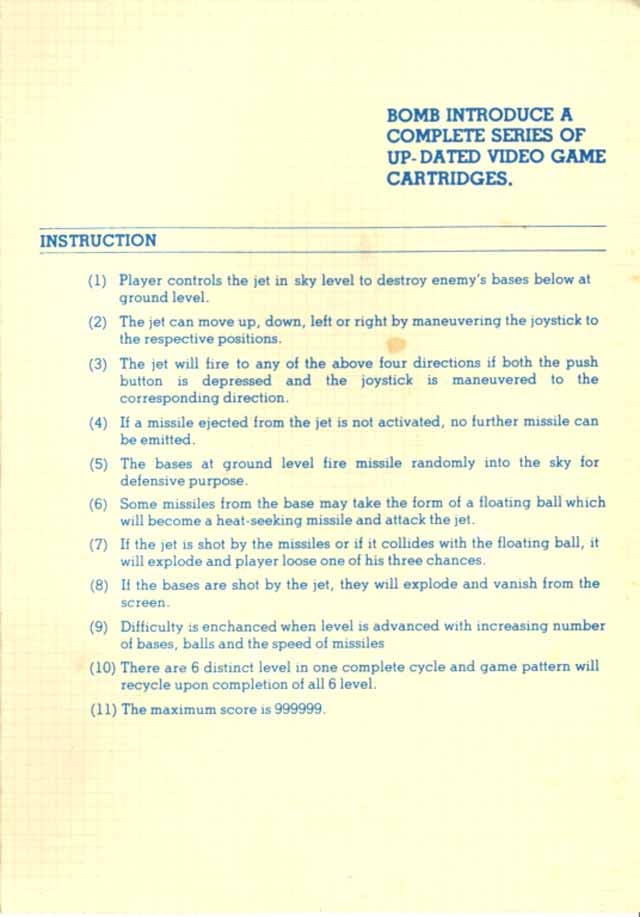 BOMB INTRODUCE A
COMPLETE SERIES OF
UP-DATED VIDEO GAME
CARTRIDGES.
INSTRUCTION
(1) Player controls the jet in sky level to destroy enemy's bases below at
ground level.
(2) The jet can move up, down, left or right by maneuvering the joystick to
the respective positions.
(3) The jet will fire to any of the above four directions if both the push
button is depressed and the joystick is maneuvered to the
corresponding direction.
(4) If a missile ejected from the jet is not activated, no further missile can
be emitted.
(5) The bases at ground level fire missile randomly into the sky for
defensive purpose.
(6) Some missiles from the base may take the form of a floating ball which
will become a heat-seeking missile and attack the jet.
(7) If the jet is shot by the missiles or if it collides with the floating ball, it
will explode and player loose one of his three chances.
(8) If the bases are shot by the jet, they will explode and vanish from the
screen.
(9) Difficulty is enchanced when level is advanced with increasing number
of bases, balls and the speed of missiles
(10) There are 6 distinct level in one complete cycle and game pattern will
recycle upon completion of all 6 level.
(11) The maximum score is 999999.